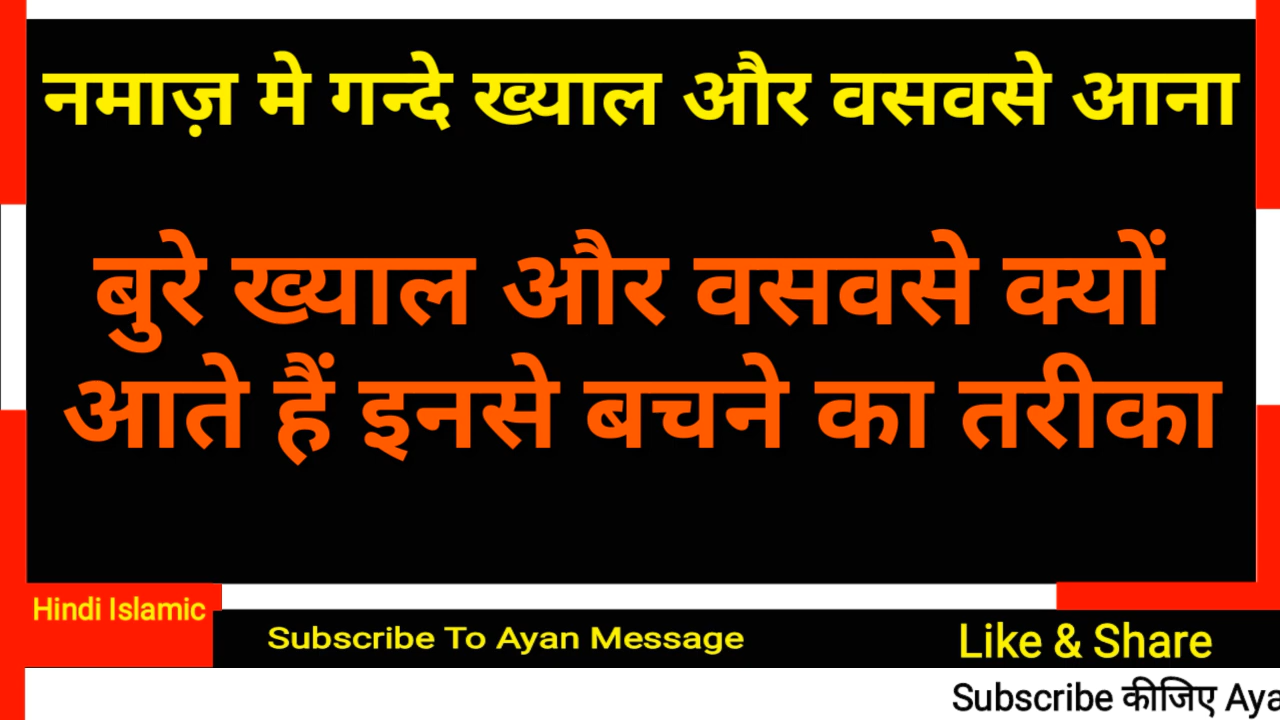 नमाज़ मे गन्दे ख्याल और वसवसे आना
बुरे ख्याल और वसवसे क्यों
आते हैं इनसे बचने का तरीका
Hindi Islamic
Subscribe To Ayan Message
Like & Share
Subscribe कीजिए Aya